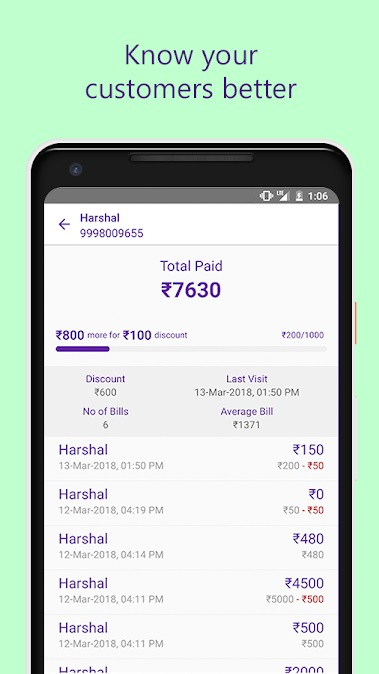 Know your
customers better
LTE 1:06
Harshal
9998009655
Total Paid
₹7630
₹800 more for ₹100 discount ₹200/1000
Discount Last Visit
₹600 13-Mar-2018, 01:50 PM
No of Bills Average Bill
6 ₹1371
Harshal ₹150
13-Mar-2018, 01:50 PM ₹200 - ₹50
Harshal ₹0
12-Mar-2018, 04:19 PM ₹50 - ₹50
Harshal ₹480
12-Mar-2018, 04:14 PM ₹480
Harshal ₹4500
12-Mar-2018, 04:11 PM ₹5000 - ₹500
Harshal ₹500
12-Mar-2018, 04:11 PM ₹500
Harshal ₹2000